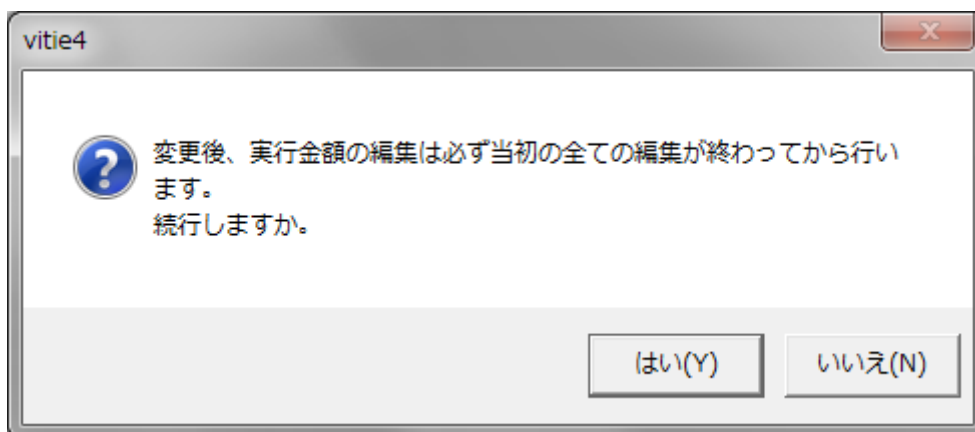 vitie4
変更後、実行金額の編集は必ず当初の全ての編集が終わってから行い
ます。
続行しますか。
はい(Y)
いいえ(N)